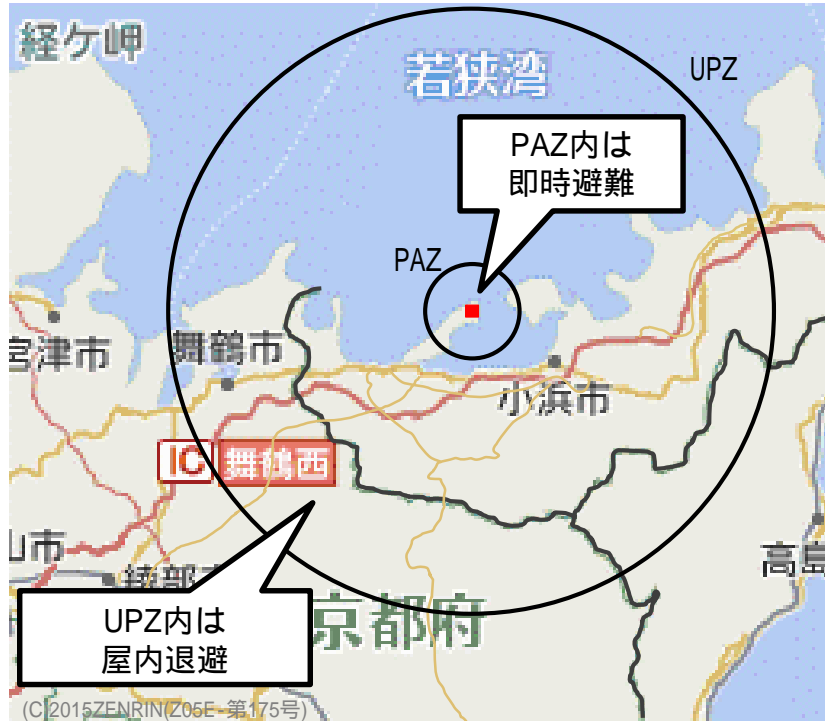 経ケ岬
若狭湾
UPZ
PAZ内は
即時避難
PAZ
宮津市
舞鶴市
小浜市
IC 舞鶴西
山市
高島
綾部市
UPZ内は
屋内退避
京都府
(C)2015ZENRIN(Z05E-第175号)